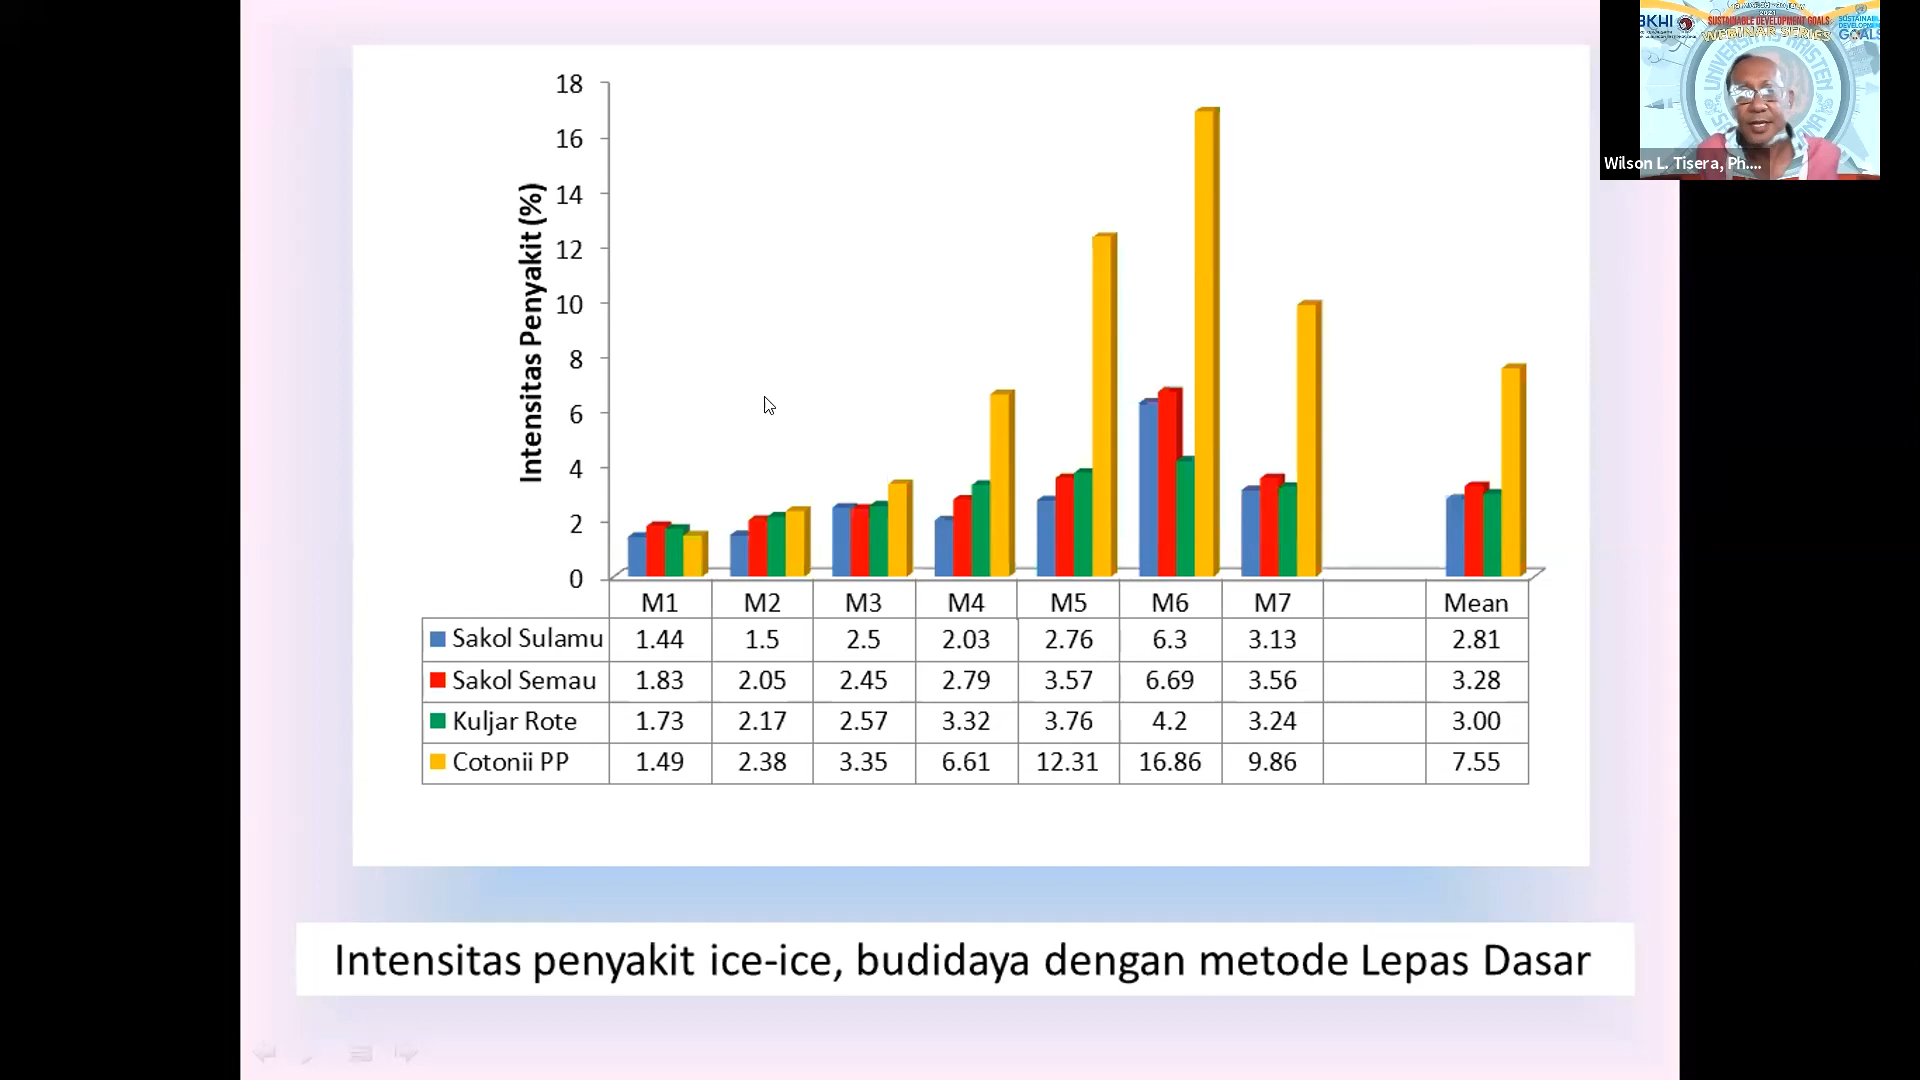 18
16
14
12
10
8
6
4
2
0
Intensitas Penyakit (%)
M1 M2 M3 M4 M5 M6 M7 Mean
Sakol Sulamu 1.44 1.5 2.5 2.03 2.76 6.3 3.13 2.81
Sakol Semau 1.83 2.05 2.45 2.79 3.57 6.69 3.56 3.28
Kuljar Rote 1.73 2.17 2.57 3.32 3.76 4.2 3.24 3.00
Cotonii PP 1.49 2.38 3.35 6.61 12.31 16.86 9.86 7.55
Intensitas penyakit ice-ice, budidaya dengan metode Lepas Dasar
2021
BKHI
SUSTAINABLE DEVELOPMENT GOALS
WEBINAR SERIES
UNIVERSITAS KRISTEN
GOALS
Wilson L. Tisera, Ph....